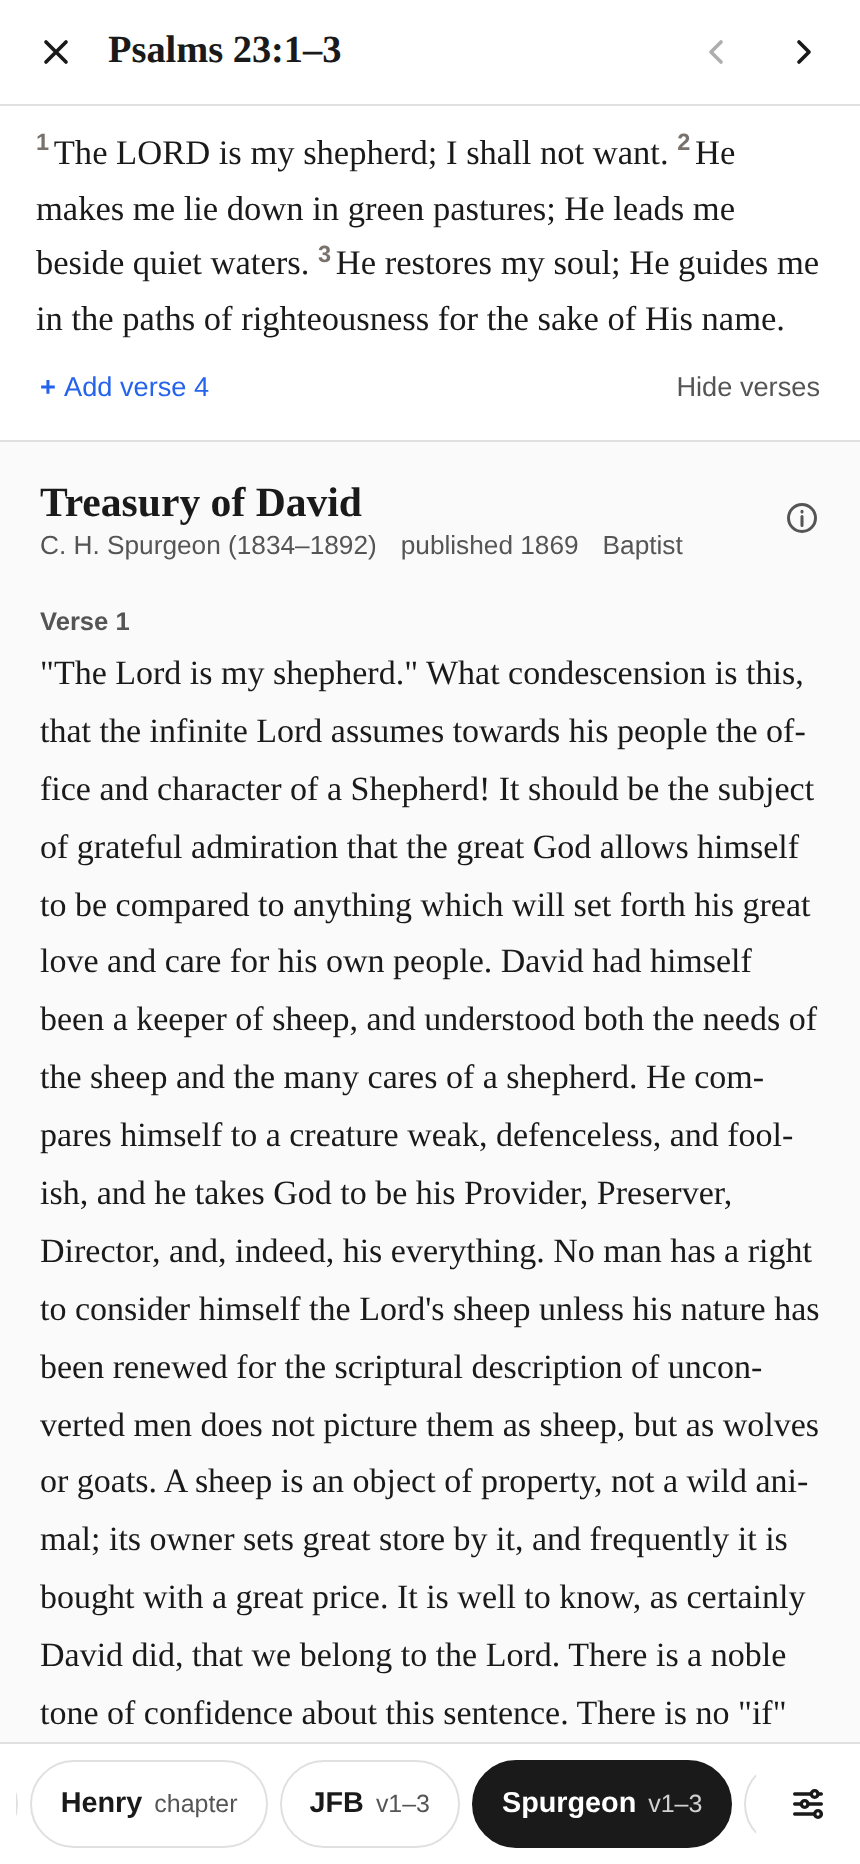 Psalms 23:1–3
1 The LORD is my shepherd; I shall not want. 2 He
makes me lie down in green pastures; He leads me
beside quiet waters. 3 He restores my soul; He guides me
in the paths of righteousness for the sake of His name.
+ Add verse 4 Hide verses
Treasury of David
C. H. Spurgeon (1834–1892) published 1869 Baptist
Verse 1
"The Lord is my shepherd." What condescension is this,
that the infinite Lord assumes towards his people the of-
fice and character of a Shepherd! It should be the subject
of grateful admiration that the great God allows himself
to be compared to anything which will set forth his great
love and care for his own people. David had himself
been a keeper of sheep, and understood both the needs of
the sheep and the many cares of a shepherd. He com-
pares himself to a creature weak, defenceless, and fool-
ish, and he takes God to be his Provider, Preserver,
Director, and, indeed, his everything. No man has a right
to consider himself the Lord's sheep unless his nature has
been renewed for the scriptural description of uncon-
verted men does not picture them as sheep, but as wolves
or goats. A sheep is an object of property, not a wild ani-
mal; its owner sets great store by it, and frequently it is
bought with a great price. It is well to know, as certainly
David did, that we belong to the Lord. There is a noble
tone of confidence about this sentence. There is no "if"
Henry chapter JFB v1–3 Spurgeon v1–3